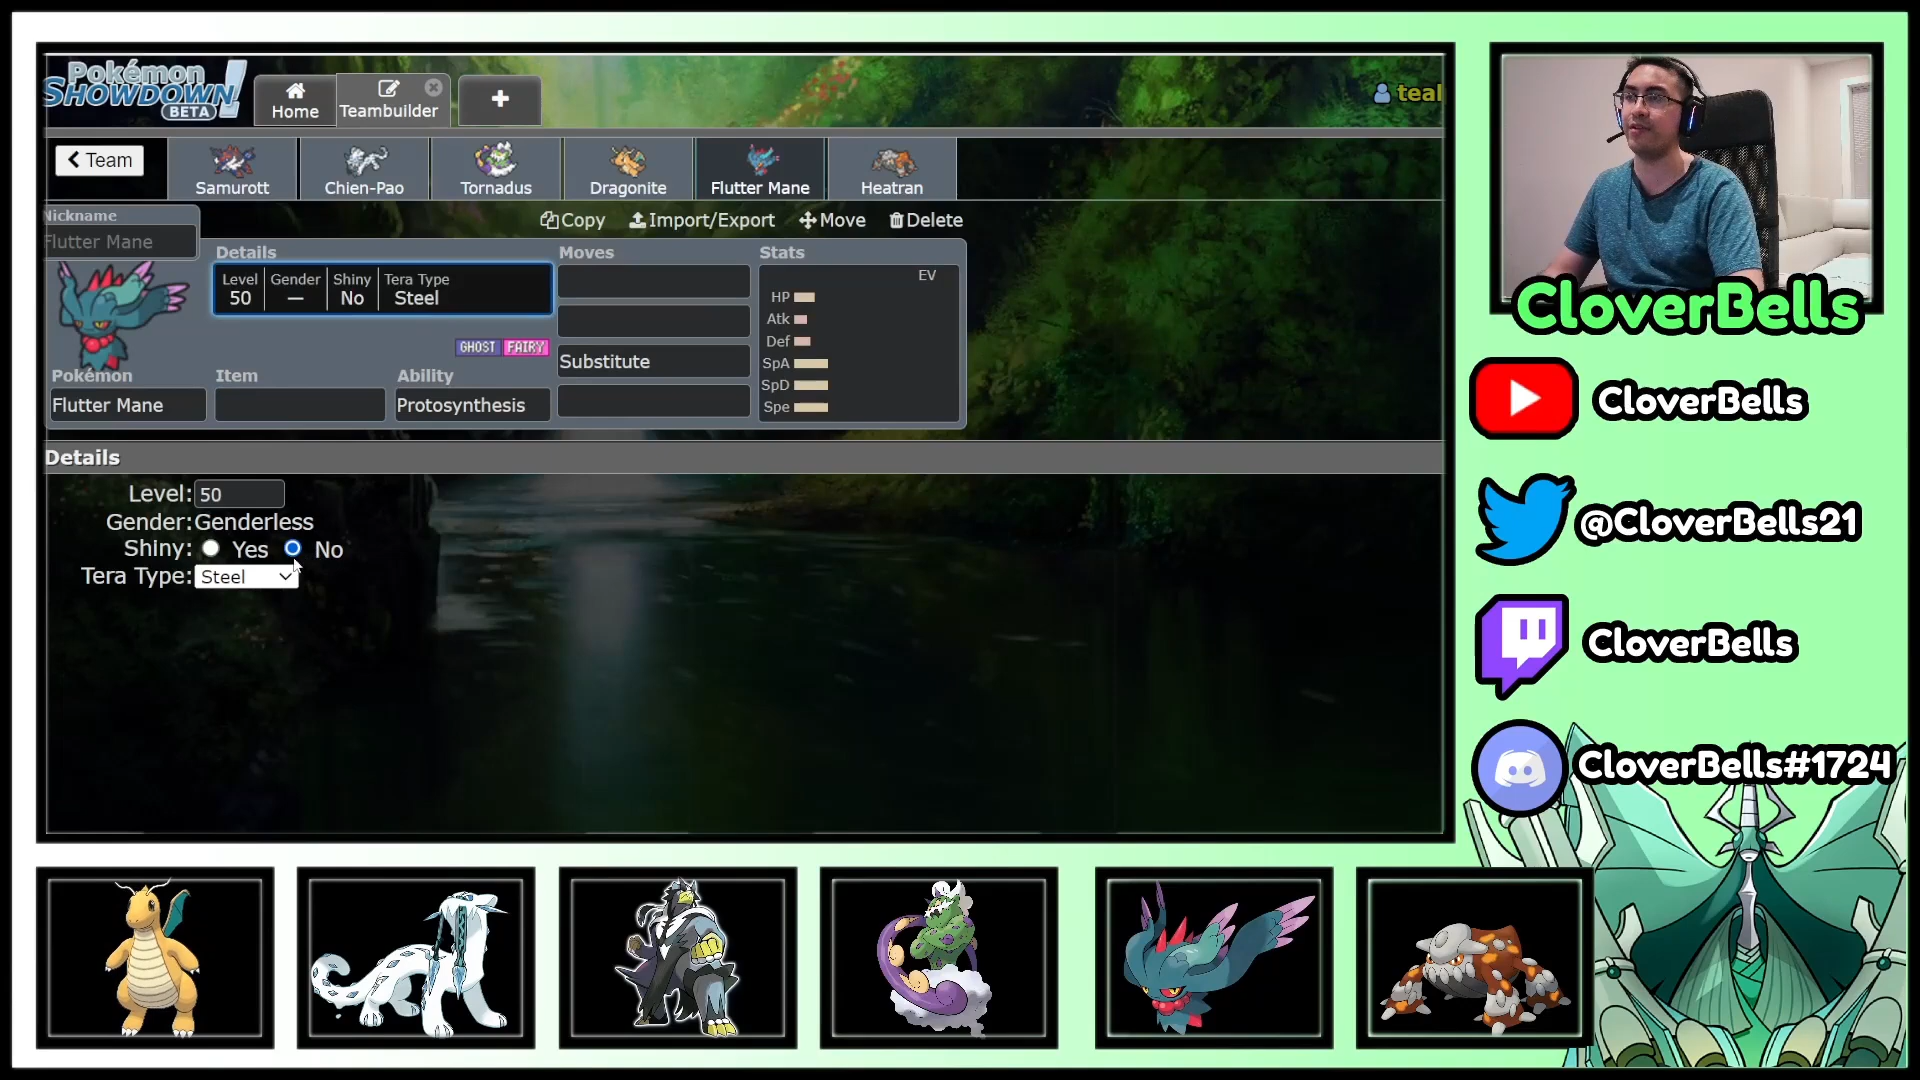 Pokémon
SHOWDOWN!
BETA
Home
Teambuilder
teal
Team
Samurott
Chien-Pao
Tornadus
Dragonite
Flutter Mane
Heatran
Nickname
Flutter Mane
Copy
Import/Export
Move
Delete
Details
Level
50
Gender
—
Shiny
No
Tera Type
Steel
GHOST
FAIRY
Pokémon
Flutter Mane
Item
Ability
Protosynthesis
Moves
Substitute
Stats
EV
HP
Atk
Def
SpA
SpD
Spe
Details
Level: 50
Gender: Genderless
Shiny: Yes No
Tera Type: Steel
CloverBells
CloverBells
@CloverBells21
CloverBells
CloverBells#1724